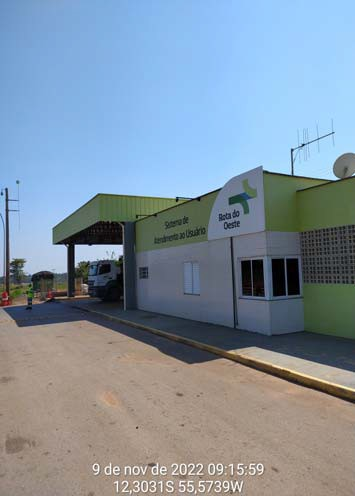 Sistema de
Atendimento ao Usuário
Rota do
Oeste
9 de nov de 2022 09:15:59
12,3031S 55,5739W